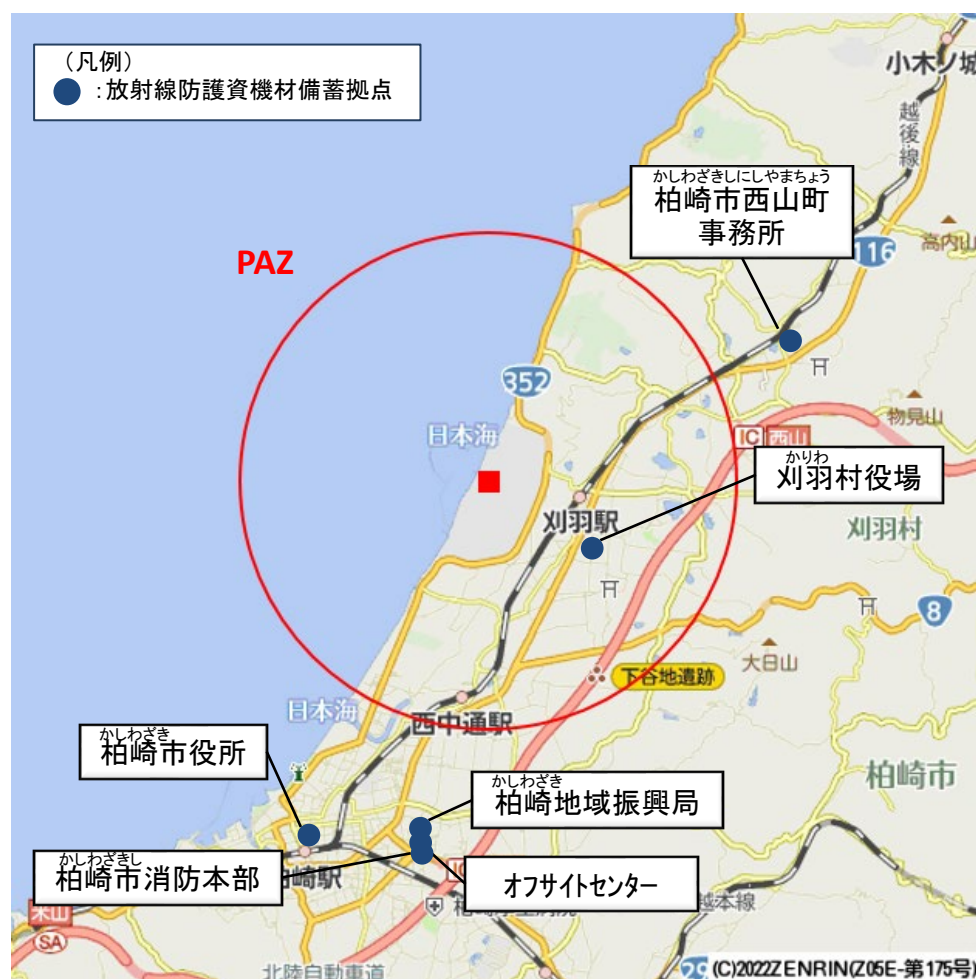 （凡例）
：放射線防護資機材備蓄拠点
小木ノ城
越後線
かしわざきしにしやまちょう
柏崎市西山町
事務所
高内山
116
PAZ
352
日本海
物見山
IC 西山
かりわ
刈羽村役場
刈羽駅
刈羽村
8
大日山
下谷地遺跡
日本海
西中通駅
かしわざき
柏崎市役所
かしわざき
柏崎地域振興局
柏崎市
かしわざきし
柏崎市消防本部
崎駅
IC
オフサイトセンター
米山
SA
越本線
北陸自動車道
(C)2022ZENRIN(Z05E-第175号)